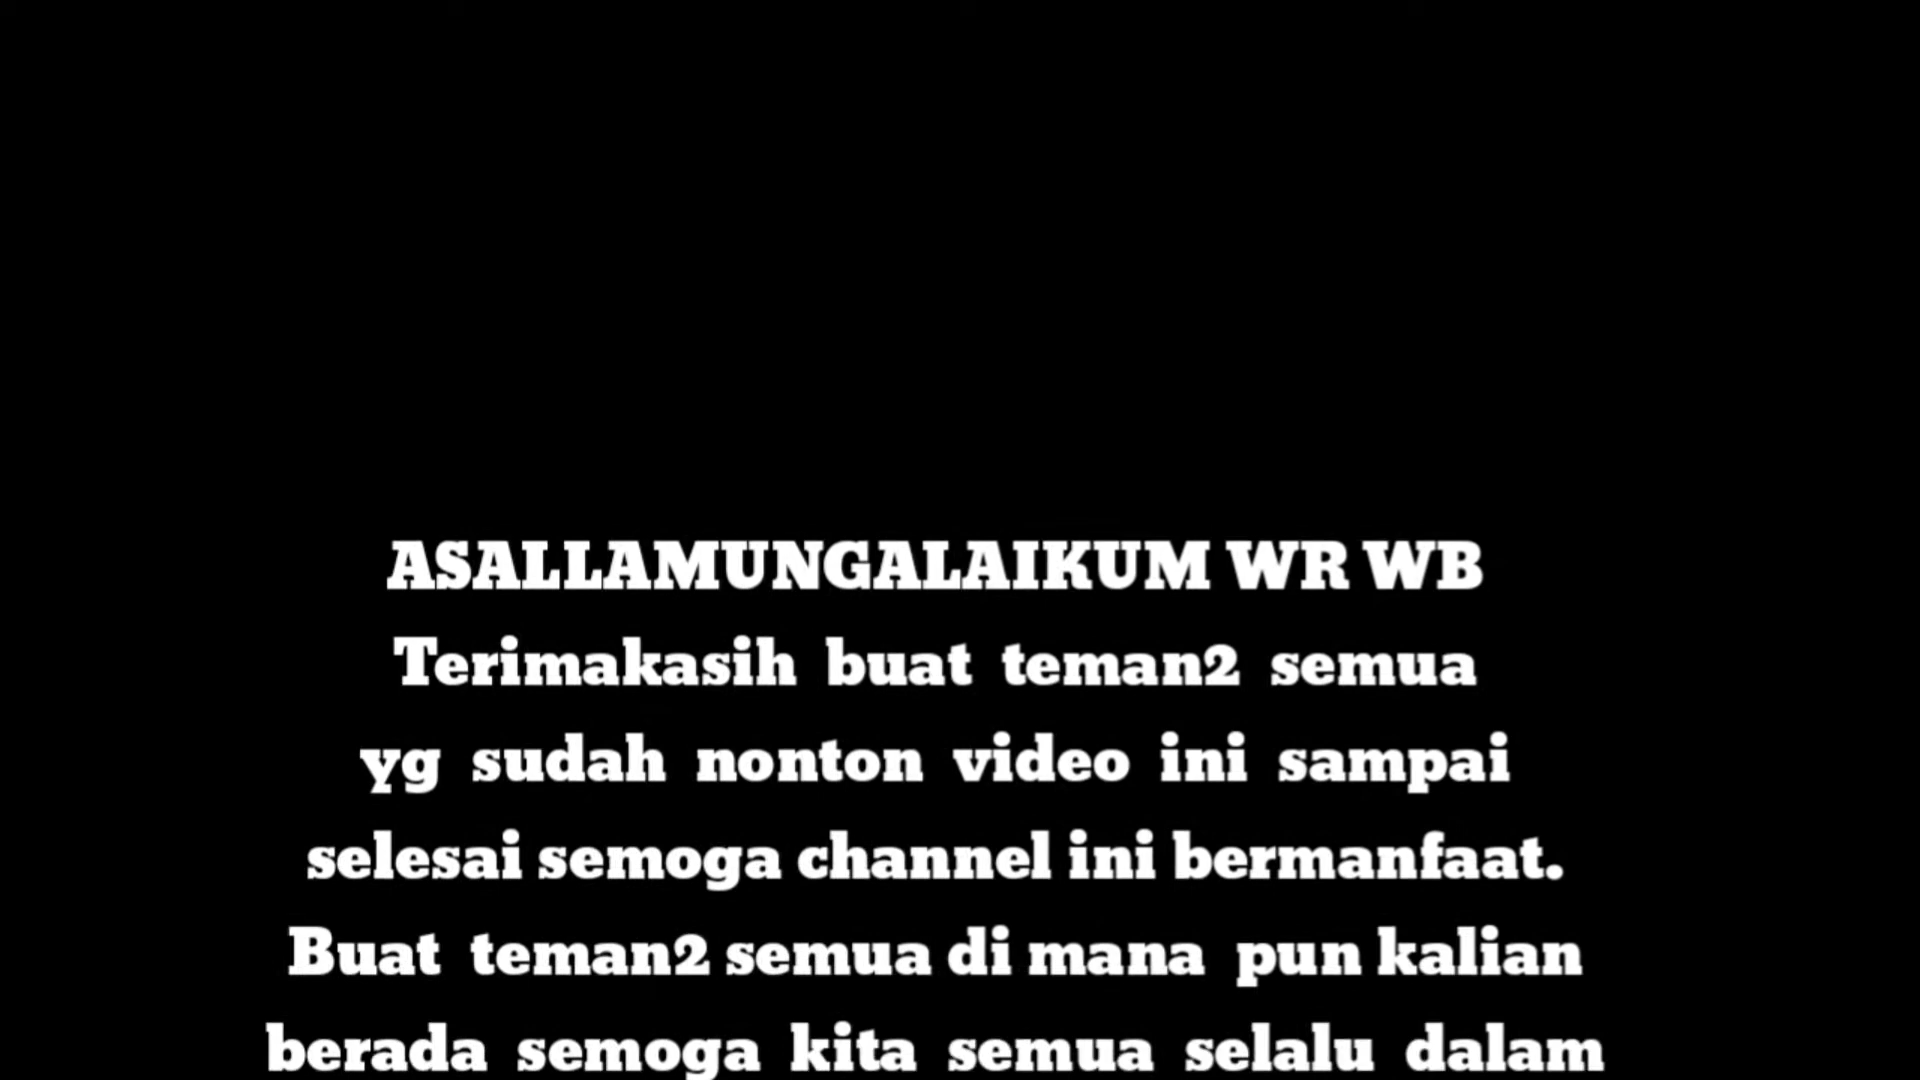 ASALLAMUNGALAIKUM WR WB
Terimakasih buat teman2 semua
yg sudah nonton video ini sampai
selesai semoga channel ini bermanfaat.
Buat teman2 semua di mana pun kalian
berada semoga kita semua selalu dalam